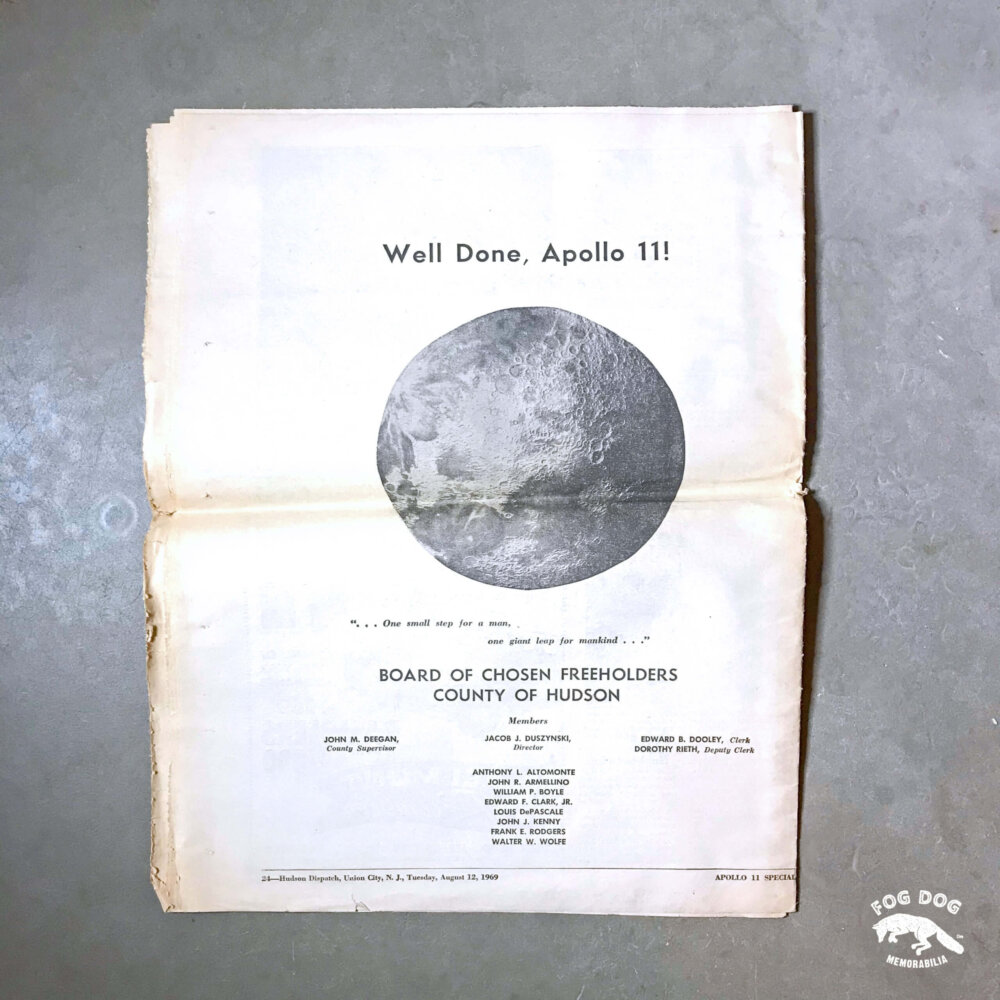 Well Done, Apollo 11!
“. . . One small step for a man,
one giant leap for mankind . . .”
BOARD OF CHOSEN FREEHOLDERS
COUNTY OF HUDSON
Members
JOHN M. DEEGAN,
County Supervisor
JACOB J. DUSZYNSKI,
Director
EDWARD B. DOOLEY, Clerk
DOROTHY RIETH, Deputy Clerk
ANTHONY L. ALTOMONTE
JOHN R. ARMELLINO
WILLIAM P. BOYLE
EDWARD F. CLARK, JR.
LOUIS DePASCALE
JOHN J. KENNY
FRANK E. RODGERS
WALTER W. WOLFE
24—Hudson Dispatch, Union City, N. J., Tuesday, August 12, 1969
APOLLO 11 SPECIAL
FOG DOG
MEMORABILIA